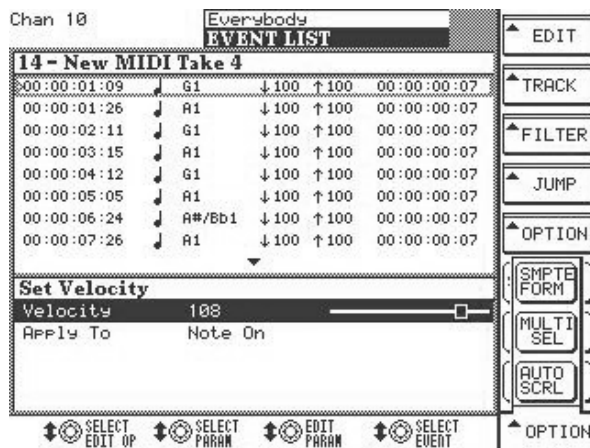 Chan 10
Everybody
EVENT LIST
14 - New MIDI Take 4
00:00:01:09 G1 ↓100 ↑100 00:00:00:07
00:00:01:26 A1 ↓100 ↑100 00:00:00:07
00:00:02:11 G1 ↓100 ↑100 00:00:00:07
00:00:03:15 A1 ↓100 ↑100 00:00:00:07
00:00:04:12 G1 ↓100 ↑100 00:00:00:07
00:00:05:05 A1 ↓100 ↑100 00:00:00:07
00:00:06:24 A#/Bb1 ↓100 ↑100 00:00:00:07
00:00:07:26 A1 ↓100 ↑100 00:00:00:07
Set Velocity
Velocity 108
Apply To Note On
SELECT EDIT OP
SELECT PARAM
EDIT PARAM
SELECT EVENT
EDIT
TRACK
FILTER
JUMP
OPTION
SMPTE
FORM
MULTI
SEL
AUTO
SCRL
OPTION